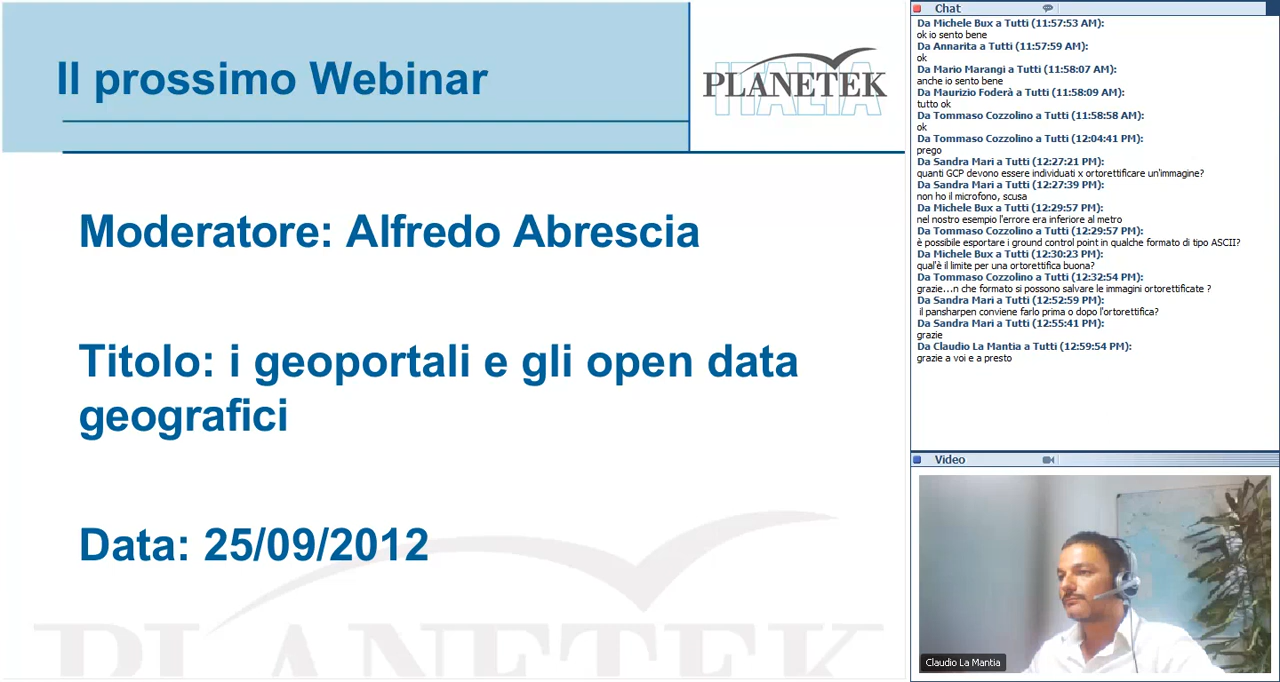 Il prossimo Webinar
PLANETEK
ITALIA
Moderatore: Alfredo Abrescia
Titolo: i geoportali e gli open data
geografici
Data: 25/09/2012
PLANETEK
Chat
Da Michele Bux a Tutti (11:57:53 AM):
ok io sento bene
Da Annarita a Tutti (11:57:59 AM):
ok
Da Mario Marangi a Tutti (11:58:07 AM):
anche io sento bene
Da Maurizio Foderà a Tutti (11:58:09 AM):
tutto ok
Da Tommaso Cozzolino a Tutti (11:58:58 AM):
ok
Da Tommaso Cozzolino a Tutti (12:04:41 PM):
prego
Da Sandra Mari a Tutti (12:27:21 PM):
quanti GCP devono essere individuati x ortorettificare un'immagine?
Da Sandra Mari a Tutti (12:27:39 PM):
non ho il microfono, scusa
Da Michele Bux a Tutti (12:29:57 PM):
nel nostro esempio l'errore era inferiore al metro
Da Tommaso Cozzolino a Tutti (12:29:57 PM):
è possibile esportare i ground control point in qualche formato di tipo ASCII?
Da Michele Bux a Tutti (12:30:23 PM):
qual'è il limite per una ortorettifica buona?
Da Tommaso Cozzolino a Tutti (12:32:54 PM):
grazie...n che formato si possono salvare le immagini ortorettificate ?
Da Sandra Mari a Tutti (12:52:59 PM):
il pansharpen conviene farlo prima o dopo l'ortorettifica?
Da Sandra Mari a Tutti (12:55:41 PM):
grazie
Da Claudio La Mantia a Tutti (12:59:54 PM):
grazie a voi e a presto
Video
Claudio La Mantia